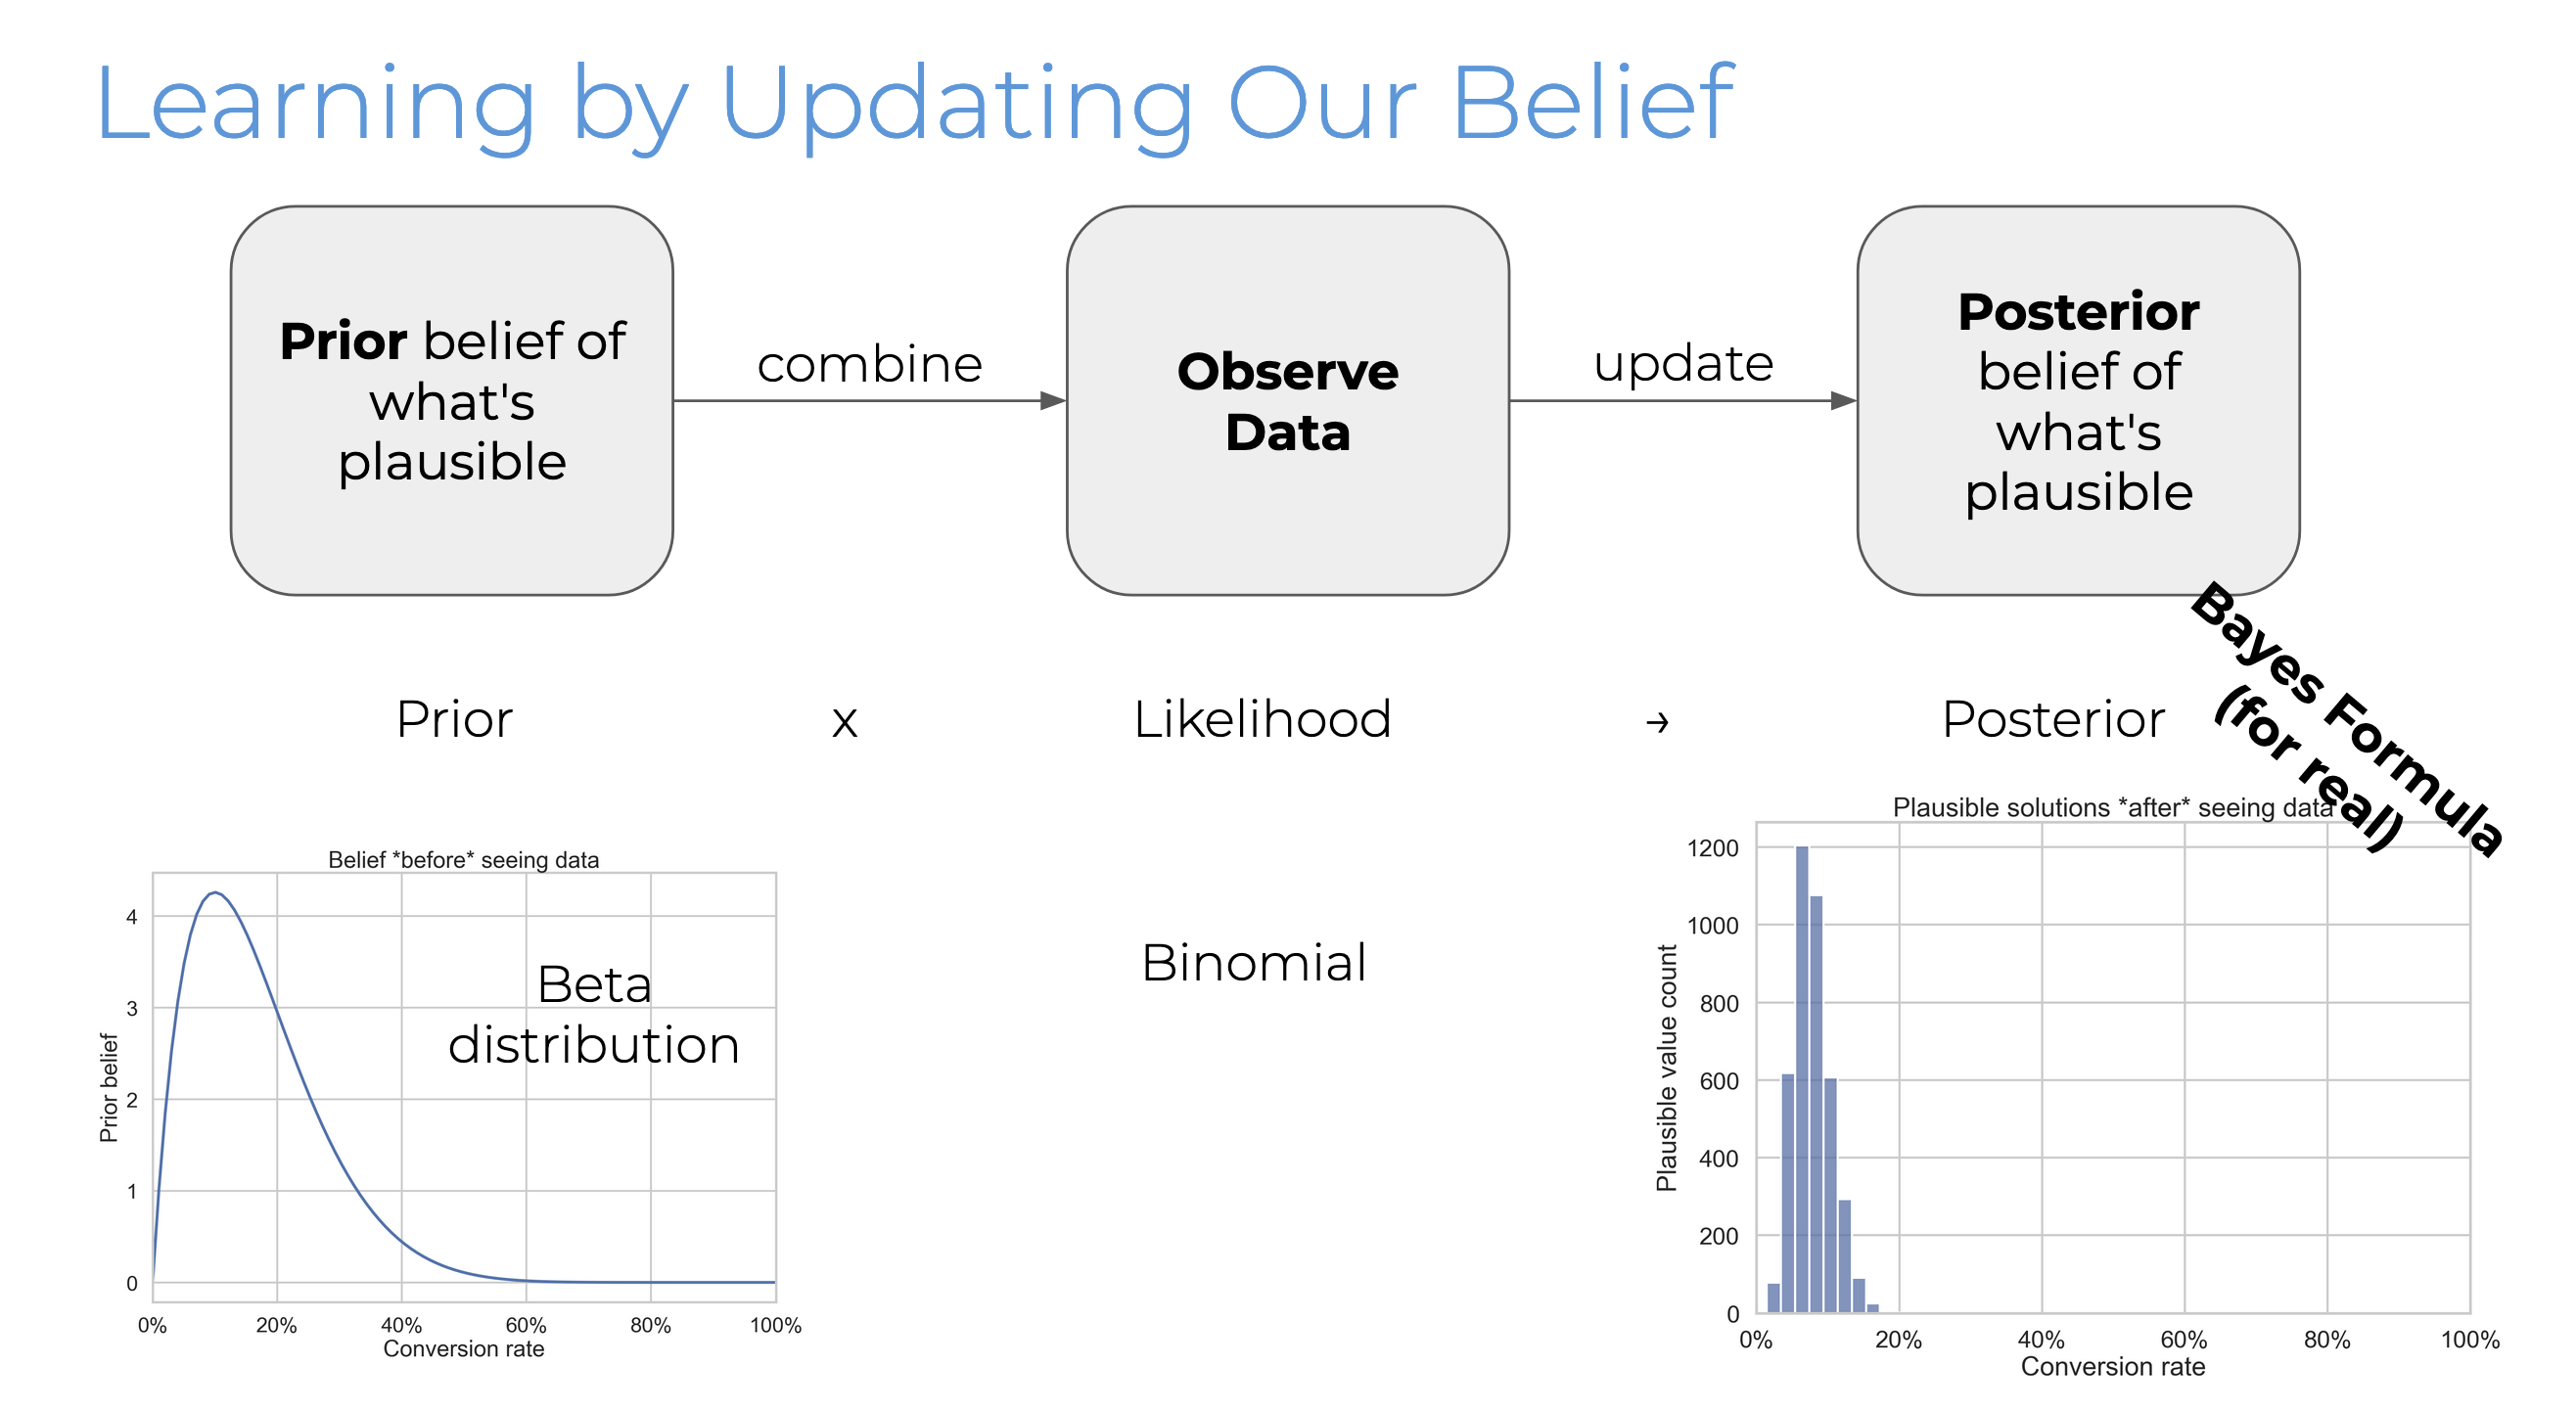 Learning by Updating Our Belief
Prior belief of
what's
plausible
combine
Observe
Data
update
Posterior
belief of
what's
plausible
Bayes Formula
(for real)
Prior
x
Likelihood
→
Posterior
Belief *before* seeing data
4
3
2
1
0
Prior belief
Beta
distribution
0% 20% 40% 60% 80% 100%
Conversion rate
Binomial
Plausible solutions *after* seeing data
1200
1000
800
600
400
200
0
Plausible value count
0% 20% 40% 60% 80% 100%
Conversion rate